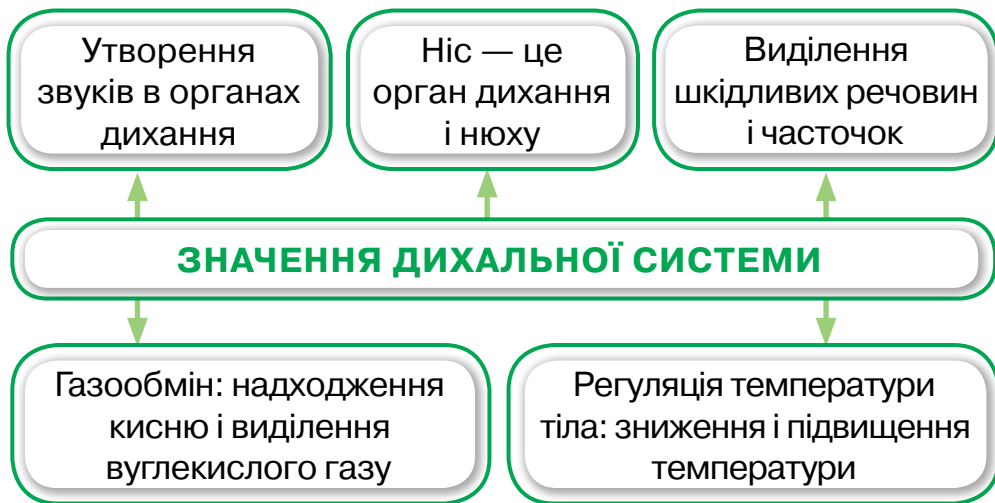 Утворення
звуків в органах
дихання
Ніс — це
орган дихання
і нюху
Виділення
шкідливих речовин
і часточок
ЗНАЧЕННЯ ДИХАЛЬНОЇ СИСТЕМИ
Газообмін: надходження
кисню і виділення
вуглекислого газу
Регуляція температури
тіла: зниження і підвищення
температури